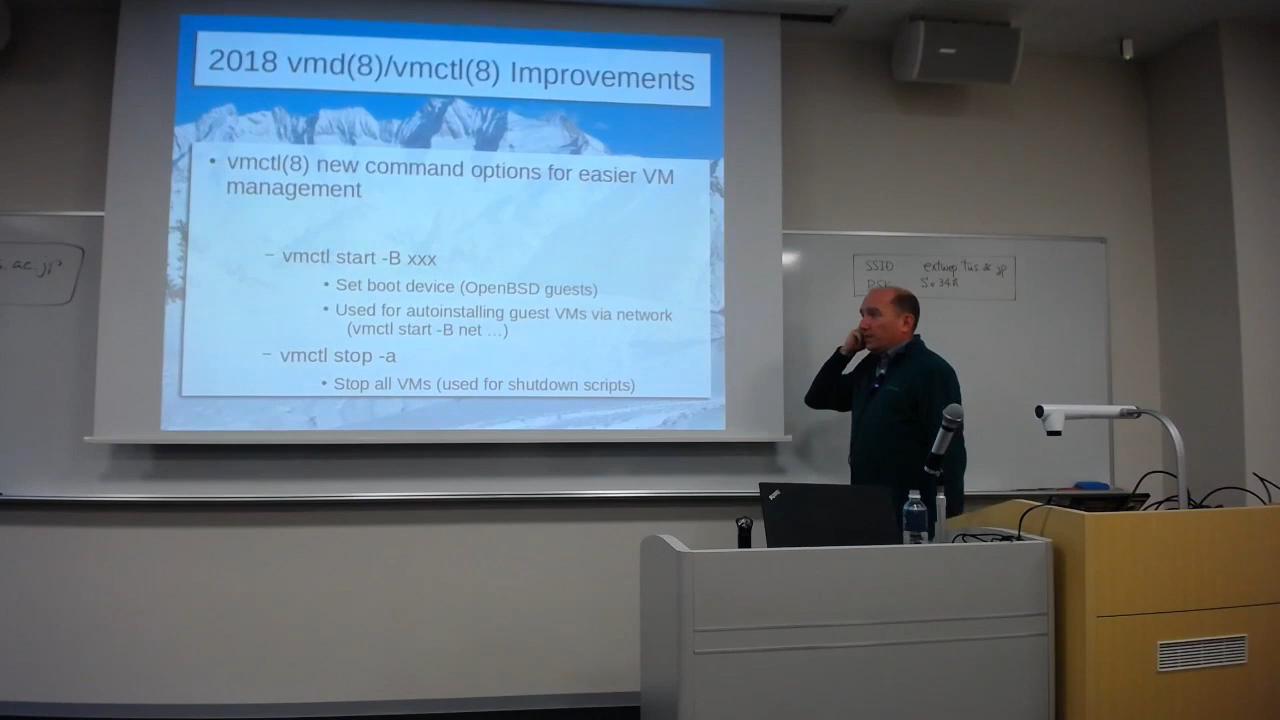 2018 vmd(8)/vmctl(8) Improvements
• vmctl(8) new command options for easier VM
management
– vmctl start -B xxx
• Set boot device (OpenBSD guests)
• Used for autoinstalling guest VMs via network
(vmctl start -B net …)
– vmctl stop -a
• Stop all VMs (used for shutdown scripts)
.ac.jp
SSID